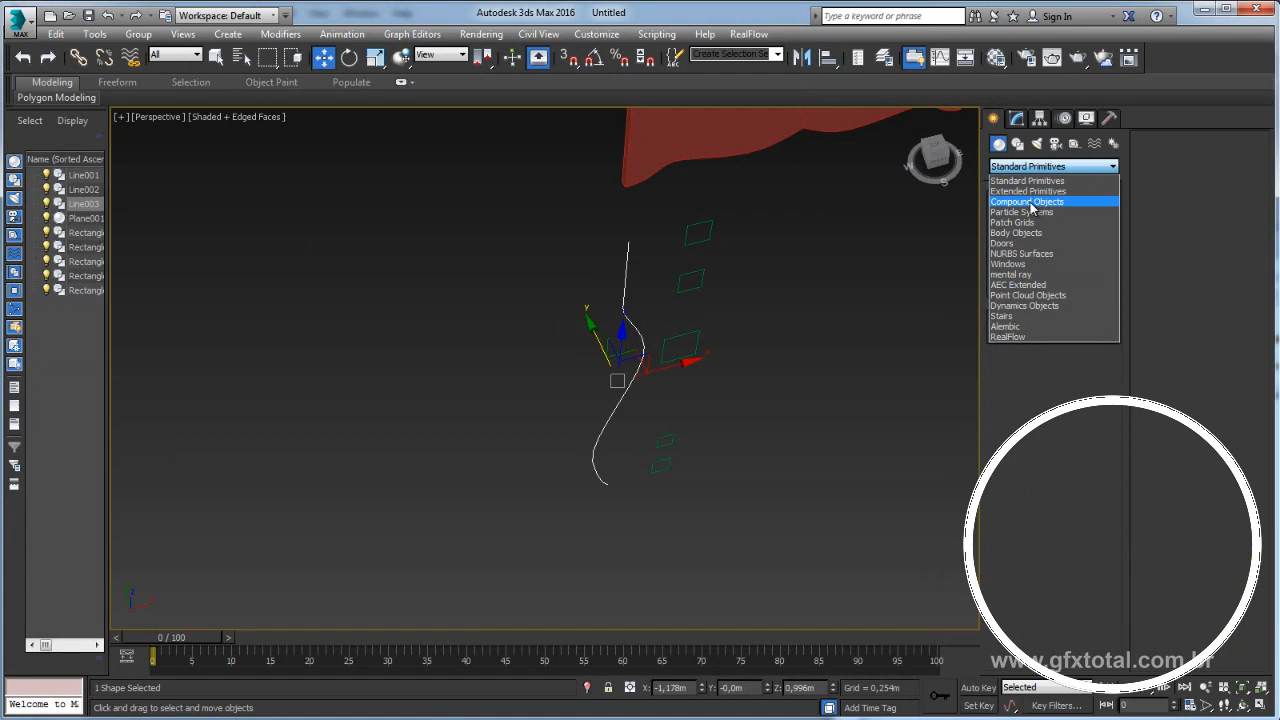 Workspace: Default
Autodesk 3ds Max 2016
Untitled
Type a keyword or phrase
Sign In
MAX
Edit
Tools
Group
Views
Create
Modifiers
Animation
Graph Editors
Rendering
Civil View
Customize
Scripting
Help
RealFlow
All
View
Create Selection Se
Modeling
Freeform
Selection
Object Paint
Populate
Polygon Modeling
Select
Display
[ + ] [Perspective ] [Shaded + Edged Faces ]
Name (Sorted Ascen
Line001
Line002
Line003
Plane001
Rectang
Rectang
Rectang
Rectang
Rectang
Standard Primitives
Standard Primitives
Extended Primitives
Compound Objects
Particle Systems
Patch Grids
Body Objects
Doors
NURBS Surfaces
Windows
mental ray
AEC Extended
Point Cloud Objects
Dynamics Objects
Stairs
Alembic
RealFlow
0 / 100
0
5
10
15
20
25
30
35
40
45
50
55
60
65
70
75
80
85
90
95
100
www.gfxtotal.com.br
1 Shape Selected
X: -1,178m
Y: -0,0m
Z: 0,996m
Grid = 0,254m
Auto Key
Selected
Welcome to M
Click and drag to select and move objects
Add Time Tag
Set Key
Key Filters...
0